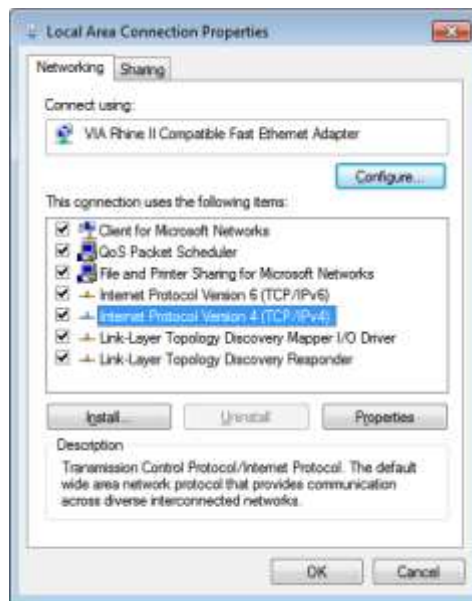 Local Area Connection Properties
Networking
Sharing
Connect using:
VIA Rhine II Compatible Fast Ethernet Adapter
Configure...
This connection uses the following items:
Client for Microsoft Networks
QoS Packet Scheduler
File and Printer Sharing for Microsoft Networks
Internet Protocol Version 6 (TCP/IPv6)
Internet Protocol Version 4 (TCP/IPv4)
Link-Layer Topology Discovery Mapper I/O Driver
Link-Layer Topology Discovery Responder
Install...
Uninstall
Properties
Description
Transmission Control Protocol/Internet Protocol. The default
wide area network protocol that provides communication
across diverse interconnected networks.
OK
Cancel